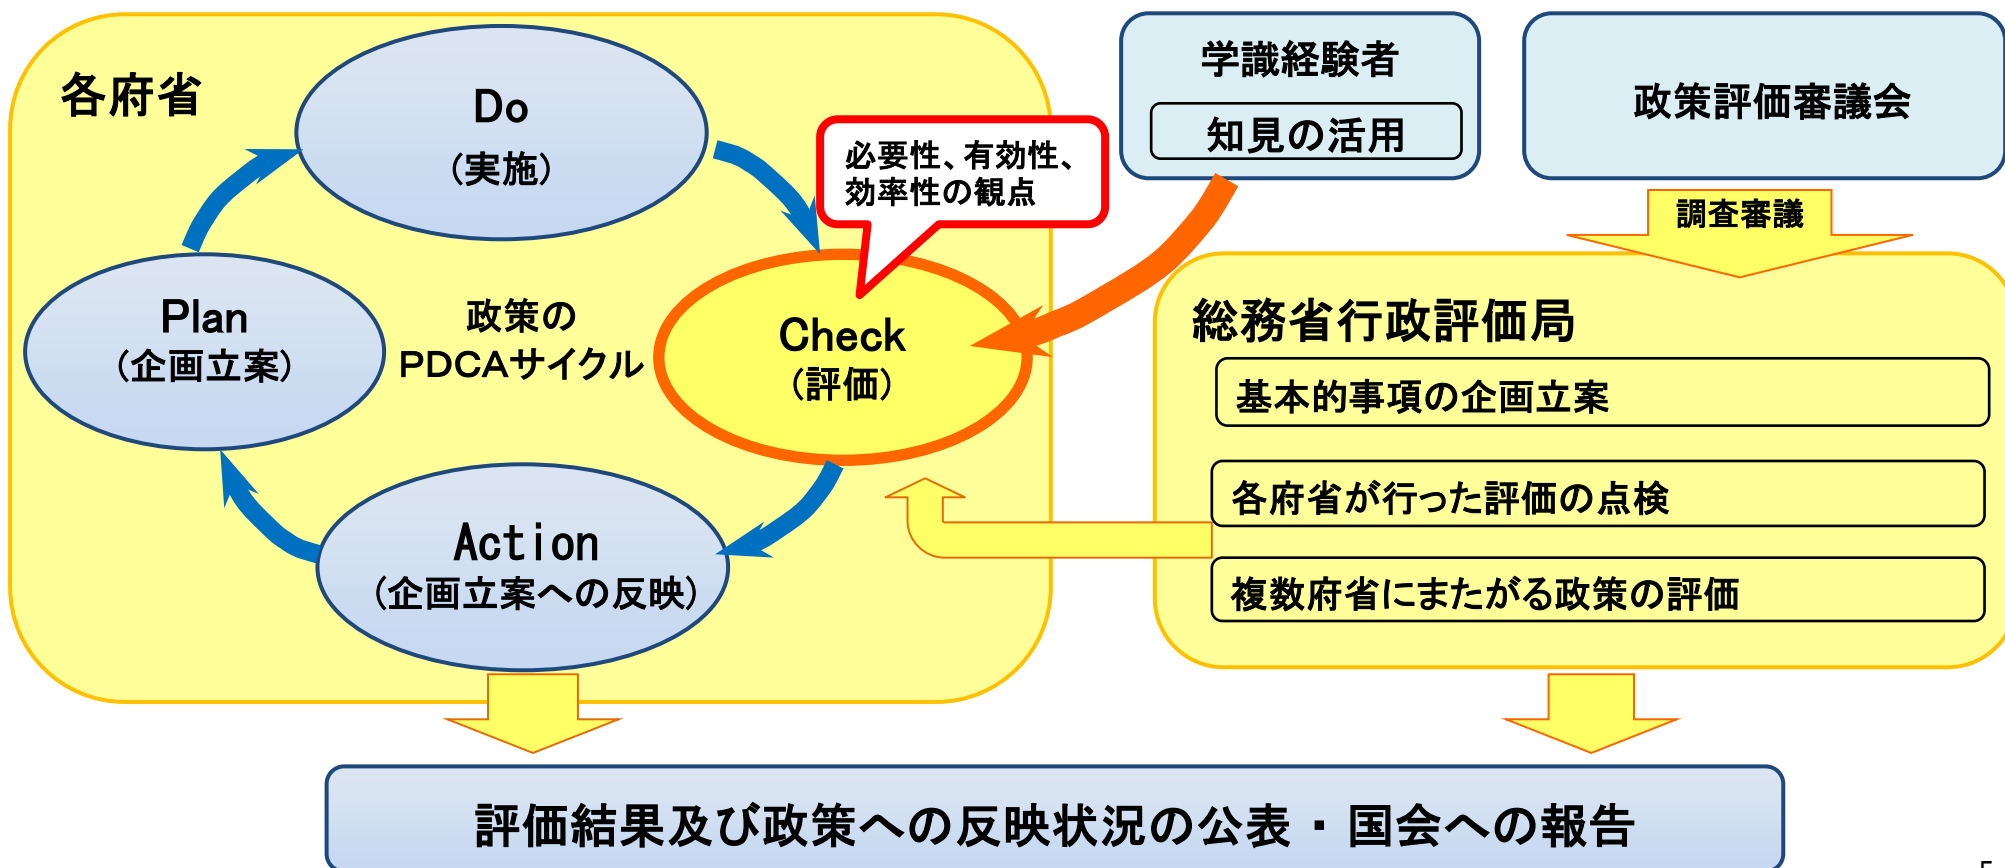 各府省
Do
(実施)
必要性、有効性、
効率性の観点
Plan
(企画立案)
政策の
PDCAサイクル
Check
(評価)
Action
(企画立案への反映)
学識経験者
知見の活用
政策評価審議会
調査審議
総務省行政評価局
基本的事項の企画立案
各府省が行った評価の点検
複数府省にまたがる政策の評価
評価結果及び政策への反映状況の公表・国会への報告